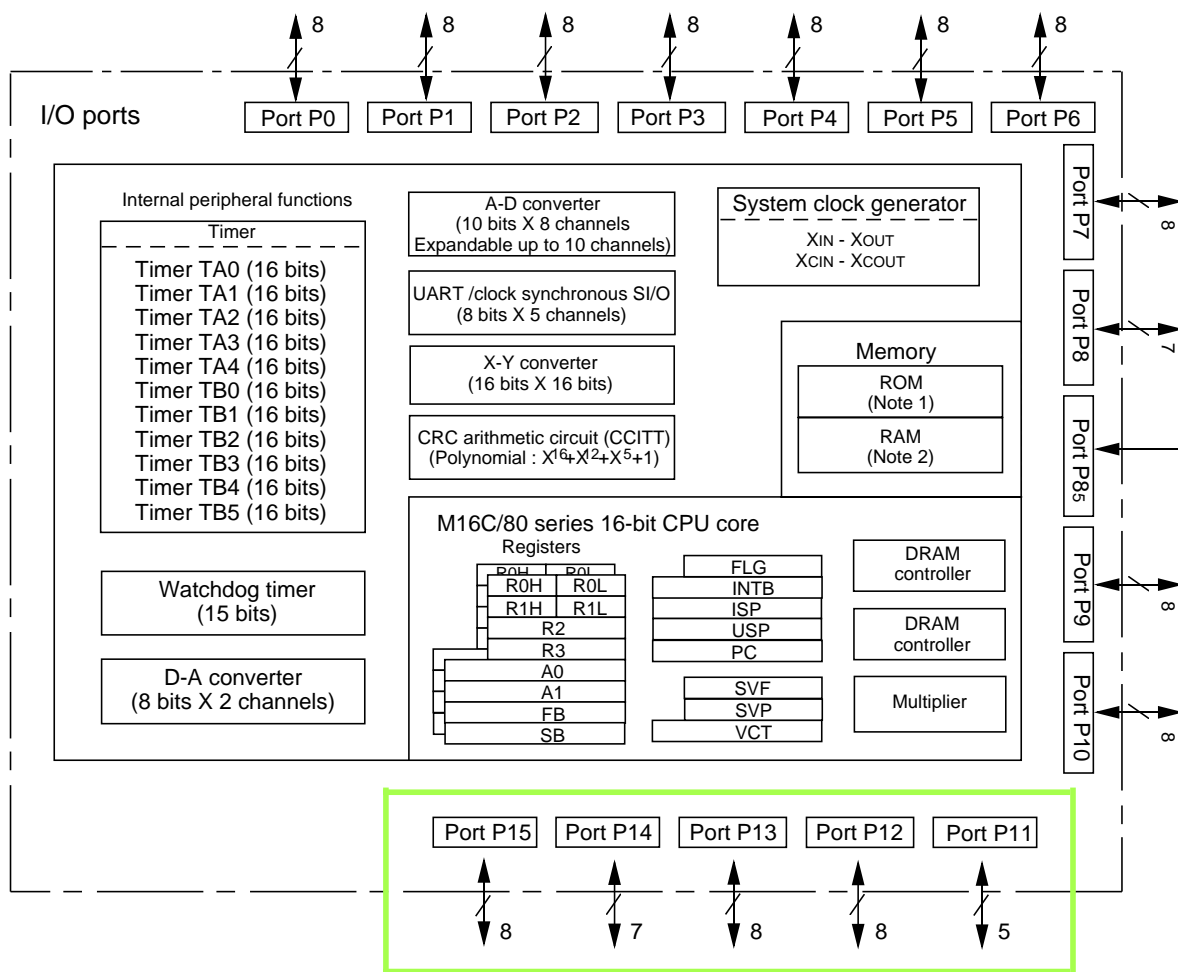 8 8 8 8 8 8 8
I/O ports
Port P0 Port P1 Port P2 Port P3 Port P4 Port P5 Port P6
Internal peripheral functions
Timer
Timer TA0 (16 bits)
Timer TA1 (16 bits)
Timer TA2 (16 bits)
Timer TA3 (16 bits)
Timer TA4 (16 bits)
Timer TB0 (16 bits)
Timer TB1 (16 bits)
Timer TB2 (16 bits)
Timer TB3 (16 bits)
Timer TB4 (16 bits)
Timer TB5 (16 bits)
Watchdog timer
(15 bits)
D-A converter
(8 bits X 2 channels)
A-D converter
(10 bits X 8 channels
Expandable up to 10 channels)
UART /clock synchronous SI/O
(8 bits X 5 channels)
X-Y converter
(16 bits X 16 bits)
CRC arithmetic circuit (CCITT)
(Polynomial : X16+X12+X5+1)
System clock generator
XIN - XOUT
XCIN - XCOUT
Memory
ROM
(Note 1)
RAM
(Note 2)
M16C/80 series 16-bit CPU core
Registers
R0H R0L
R0H R0L
R1H R1L
R2
R3
A0
A1
FB
SB
FLG
INTB
ISP
USP
PC
SVF
SVP
VCT
DRAM
controller
DRAM
controller
Multiplier
Port P7
8
Port P8
7
Port P85
Port P9
8
Port P10
8
Port P15 Port P14 Port P13 Port P12 Port P11
8 7 8 8 5